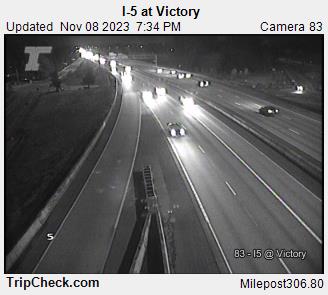 I-5 at Victory
Updated Nov 08 2023 7:34 PM Camera 83
S
83 - I5 @ Victory
TripCheck.com Milepost306.80